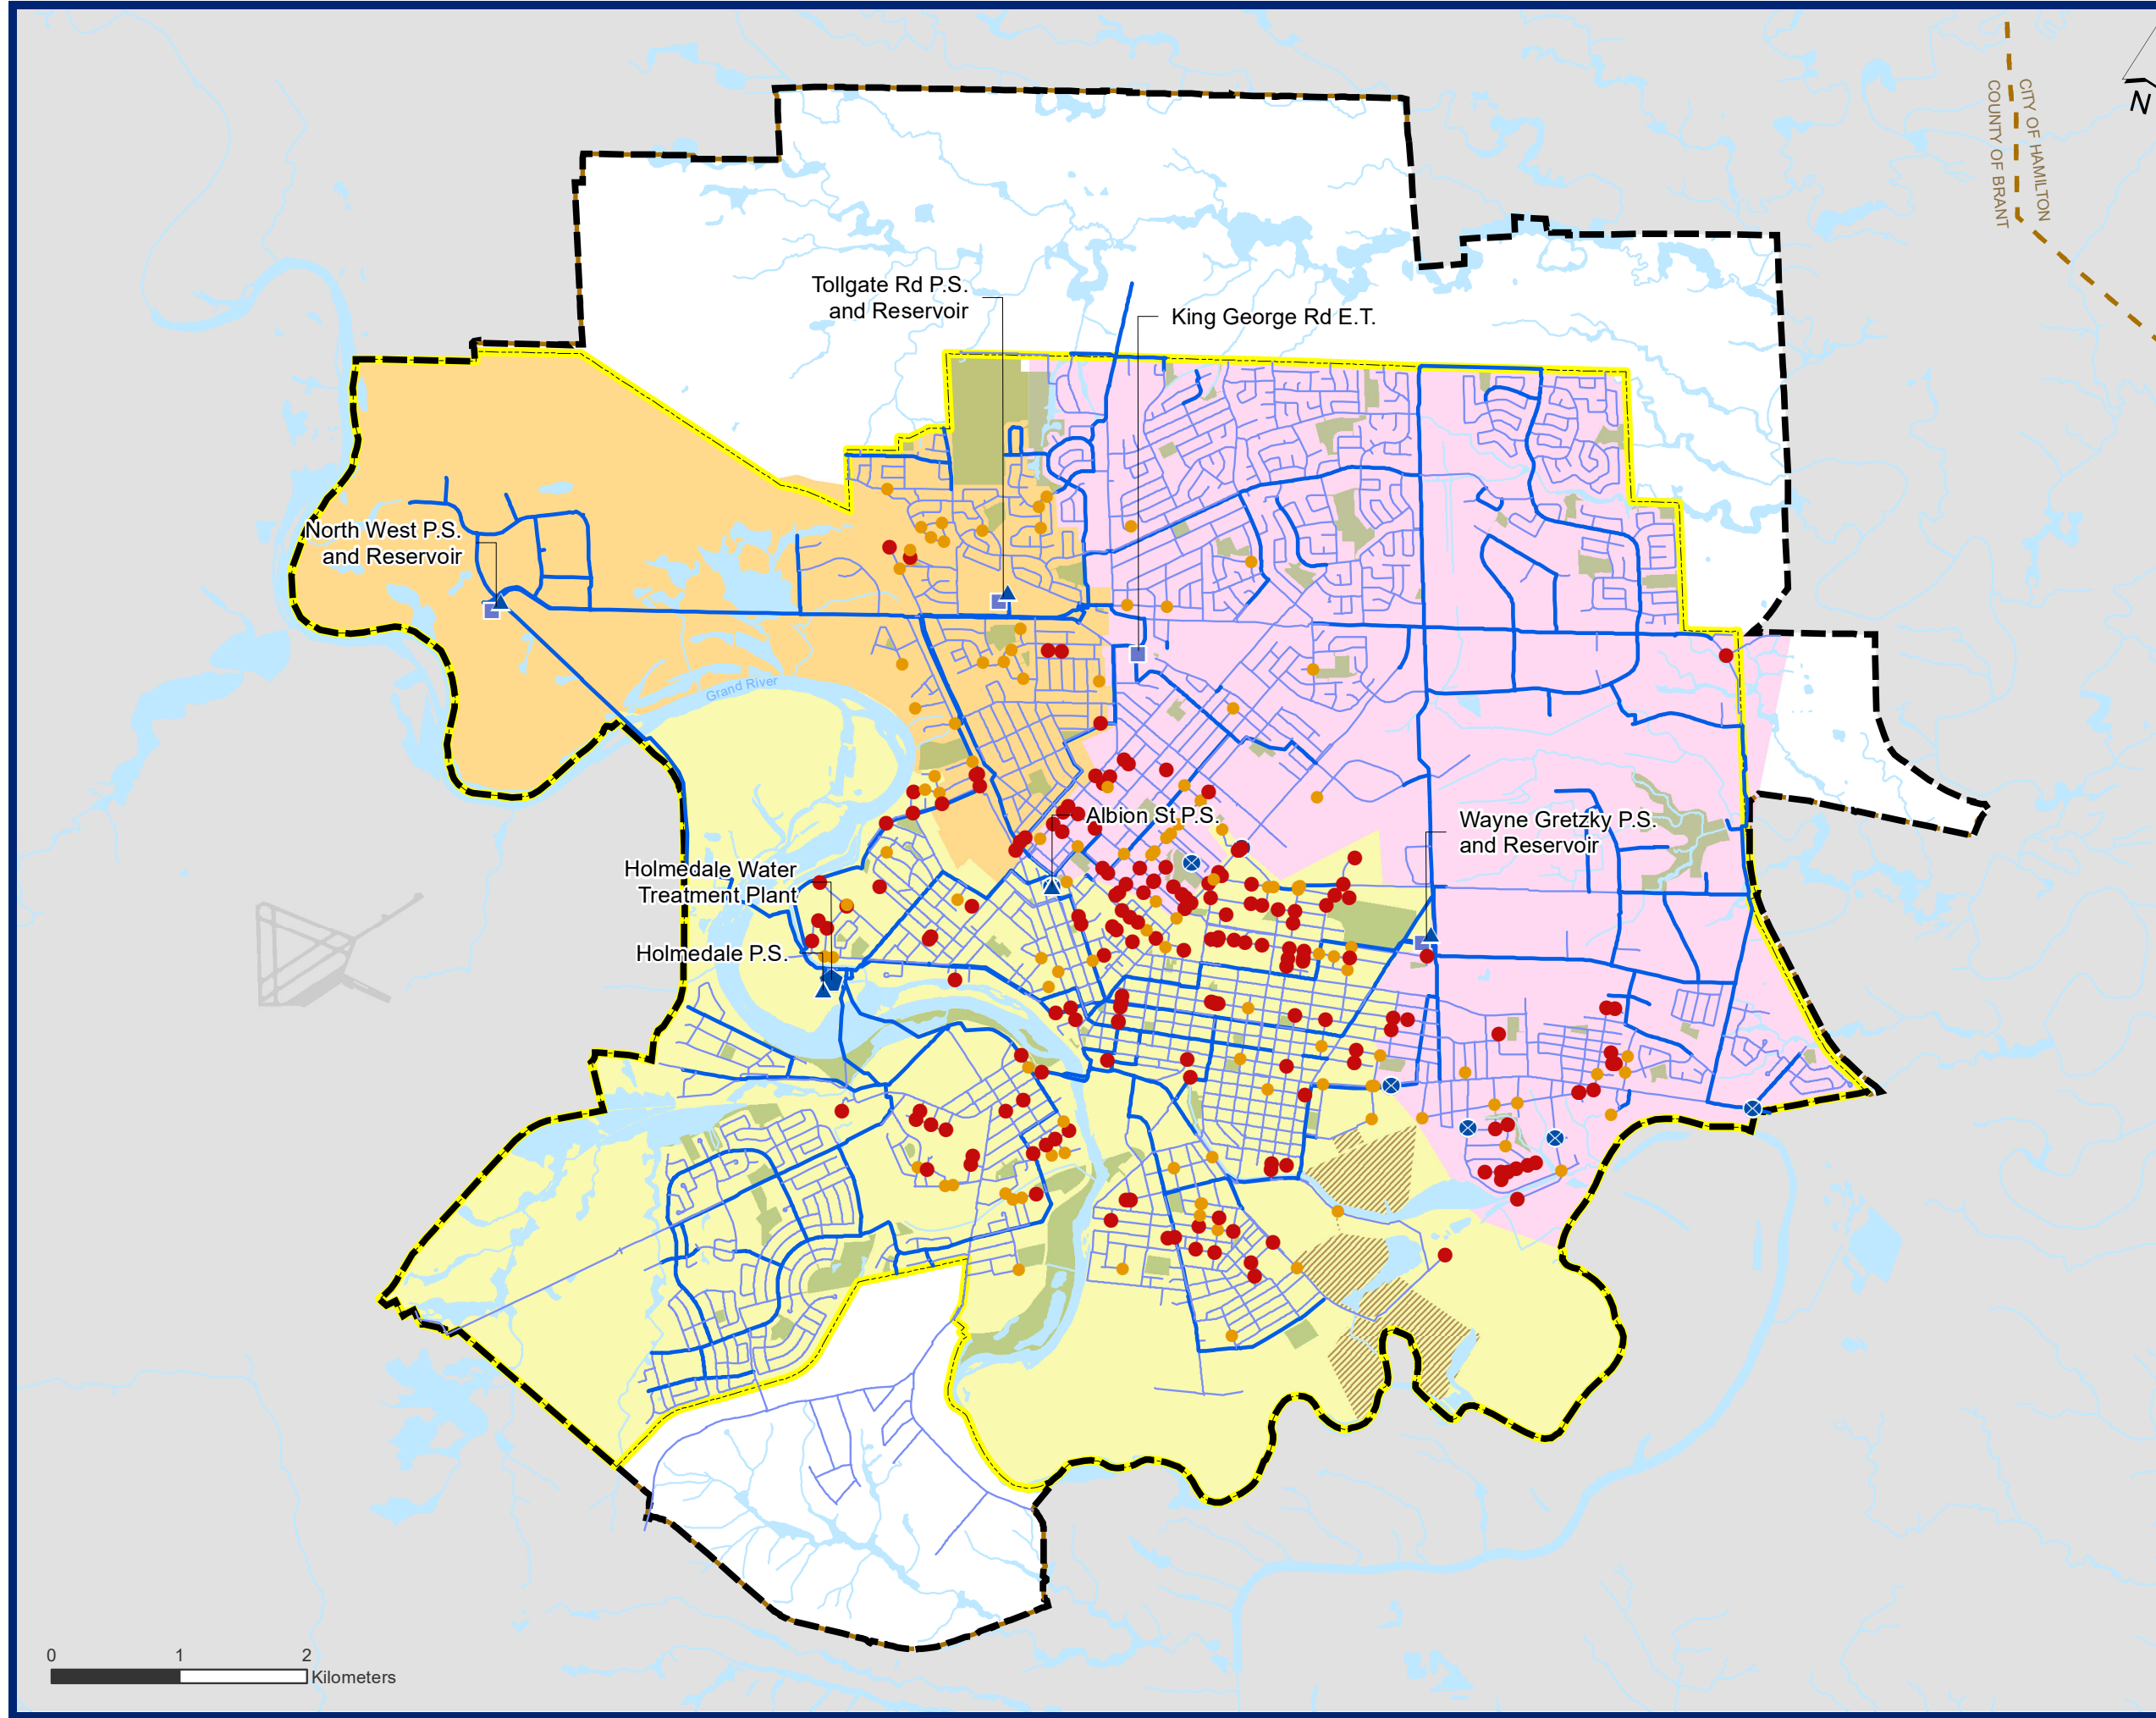 CITY OF HAMILTON
COUNTY OF BRANT
N
Tollgate Rd P.S.
and Reservoir
King George Rd E.T.
North West P.S.
and Reservoir
Grand River
Albion St P.S.
Wayne Gretzky P.S.
and Reservoir
Holmedale Water
Treatment Plant
Holmedale P.S.
0 1 2
Kilometers